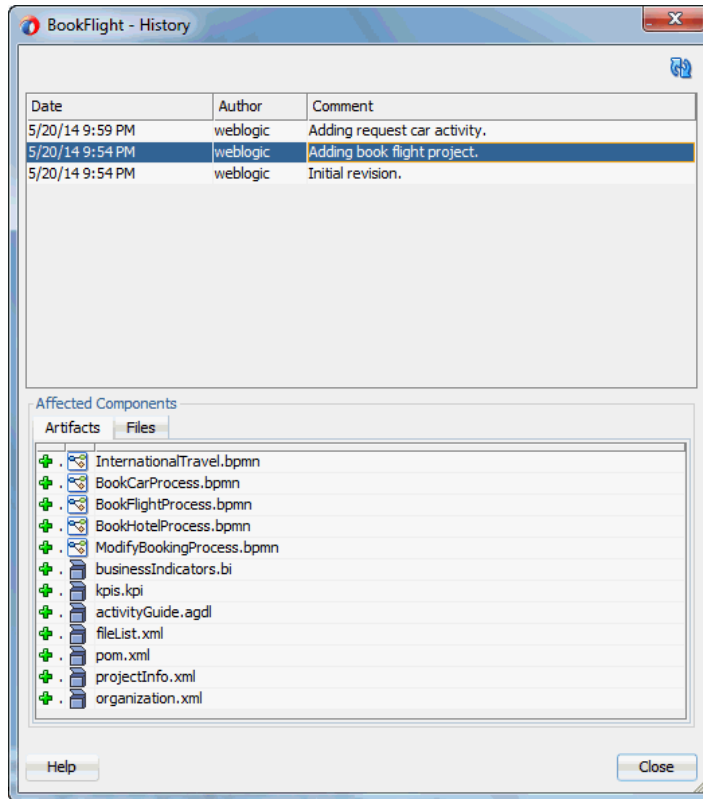 BookFlight - History
Date Author Comment
5/20/14 9:59 PM weblogic Adding request car activity.
5/20/14 9:54 PM weblogic Adding book flight project.
5/20/14 9:54 PM weblogic Initial revision.
Affected Components
Artifacts Files
InternationalTravel.bpmn
BookCarProcess.bpmn
BookFlightProcess.bpmn
BookHotelProcess.bpmn
ModifyBookingProcess.bpmn
businessIndicators.bi
kpis.kpi
activityGuide.agdl
fileList.xml
pom.xml
projectInfo.xml
organization.xml
Help Close